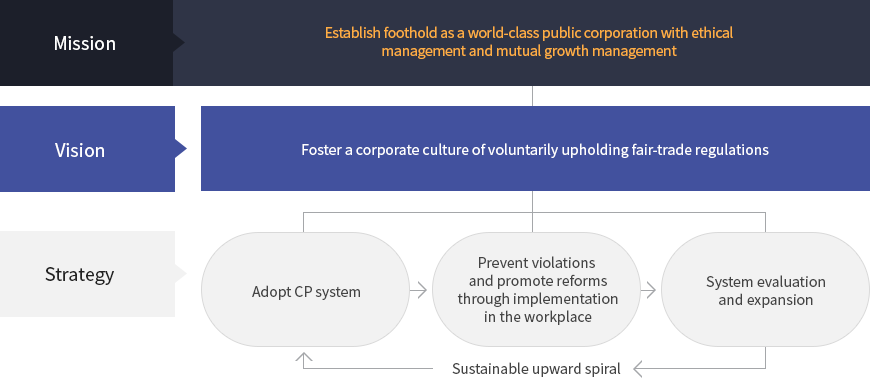 Mission
Establish foothold as a world-class public corporation with ethical
management and mutual growth management
Vision
Foster a corporate culture of voluntarily upholding fair-trade regulations
Strategy
Adopt CP system
Prevent violations
and promote reforms
through implementation
in the workplace
System evaluation
and expansion
Sustainable upward spiral